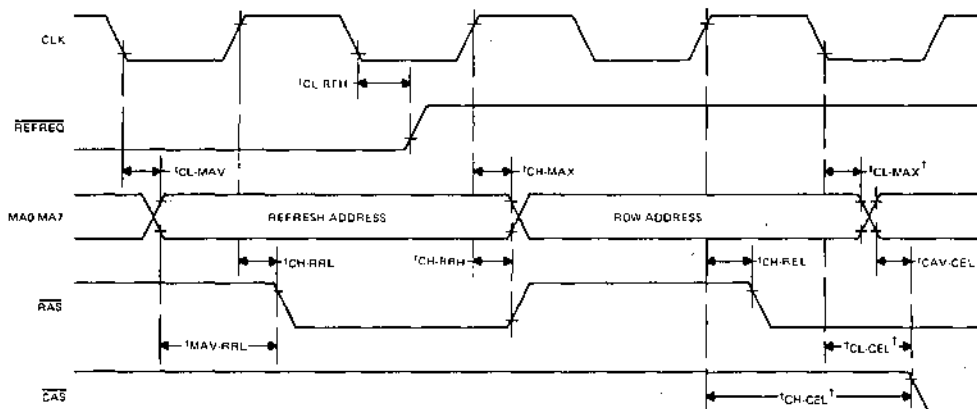 CLK
tCL-RFH
REFREQ
tCL-MAV
tCH-MAX
tCL-MAX†
MA0-MA7
REFRESH ADDRESS
ROW ADDRESS
tCH-RRL
tCH-RRH
tCH-REL
tCAV-CEL
RAS
tMAV-RRL
tCL-CEL†
CAS
tCH-CEL†